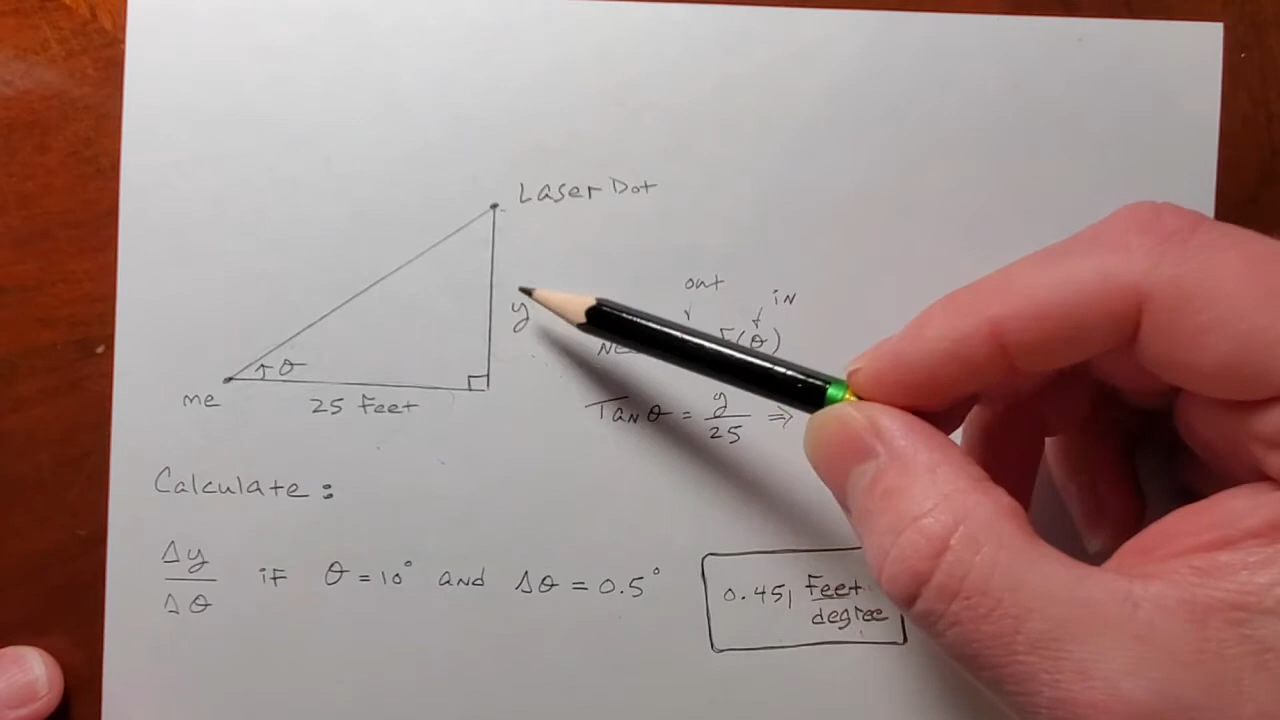 Laser Dot
out
in
y
(θ)
θ
me
25 Feet
Tan θ = y/25 ⇒
Calculate:
Δy/Δθ if θ = 10° and Δθ = 0.5°
0.451 Feet/degree